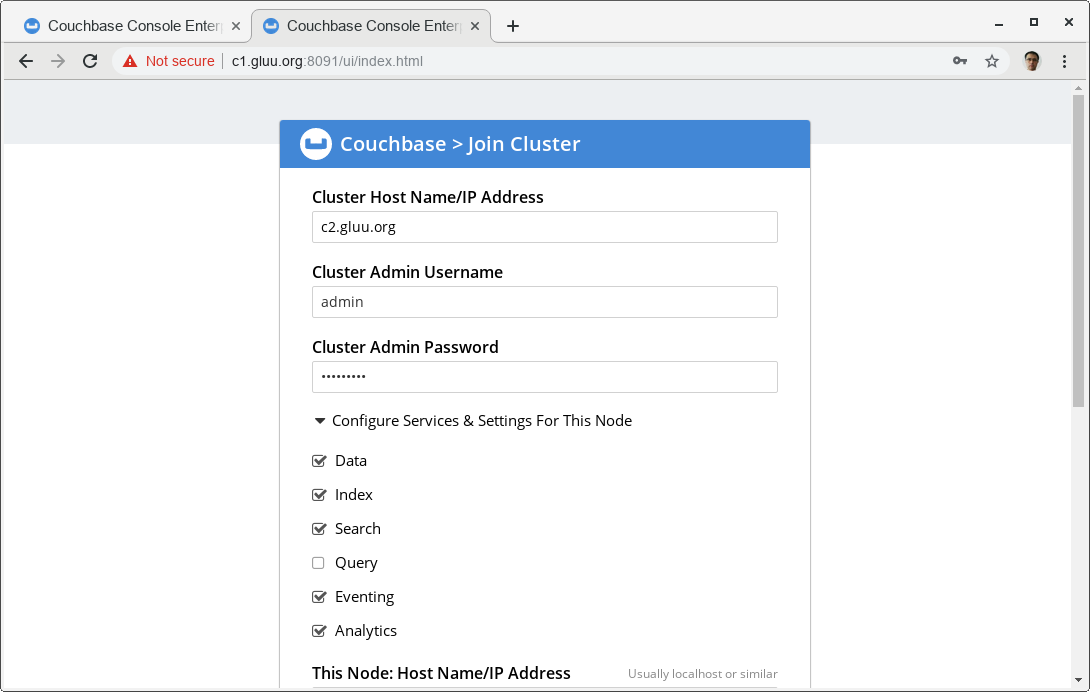 Couchbase Console Enterp
Couchbase Console Enterp
Not secure
c1.gluu.org:8091/ui/index.html
Couchbase > Join Cluster
Cluster Host Name/IP Address
c2.gluu.org
Cluster Admin Username
admin
Cluster Admin Password
•••••••••
Configure Services & Settings For This Node
Data
Index
Search
Query
Eventing
Analytics
This Node: Host Name/IP Address Usually localhost or similar